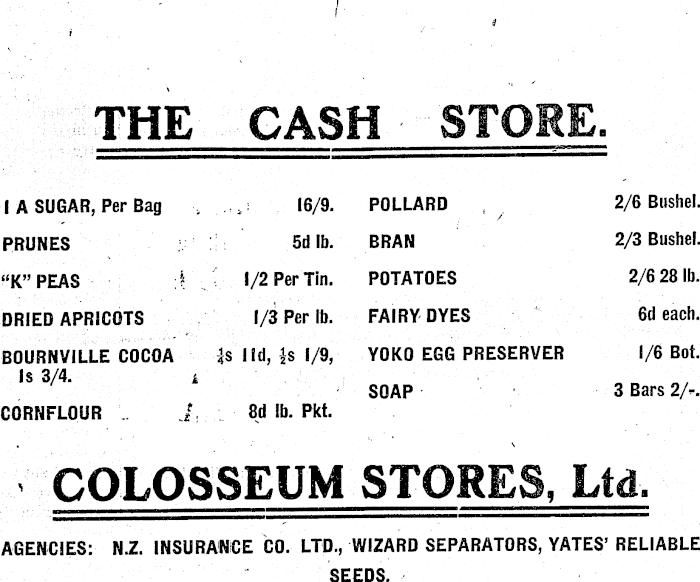 THE CASH STORE.
1 A SUGAR, Per Bag 16/9.
PRUNES 5d lb.
"K" PEAS 1/2 Per Tin.
DRIED APRICOTS 1/3 Per lb.
BOURNVILLE COCOA ¼s 11d, ½s 1/9,
1s 3/4.
CORNFLOUR 8d lb. Pkt.
POLLARD 2/6 Bushel.
BRAN 2/3 Bushel.
POTATOES 2/6 28 lb.
FAIRY DYES 6d each.
YOKO EGG PRESERVER 1/6 Bot.
SOAP 3 Bars 2/-.
COLOSSEUM STORES, Ltd.
AGENCIES: N.Z. INSURANCE CO. LTD., WIZARD SEPARATORS, YATES' RELIABLE
SEEDS.